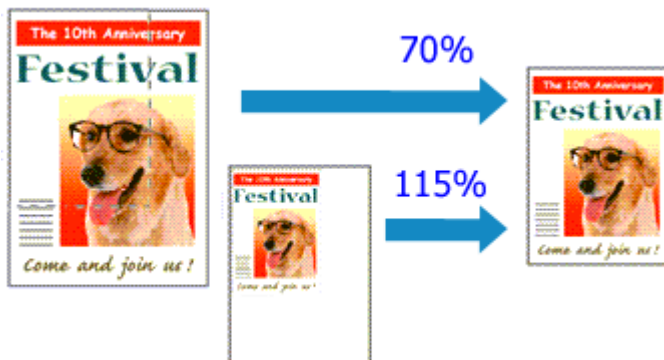 The 10th Anniversary
Festival
Come and join us!
70%
The 10th Anniversary
Festival
Come and join us!
115%
The 10th Anniversary
Festival
Come and join us!